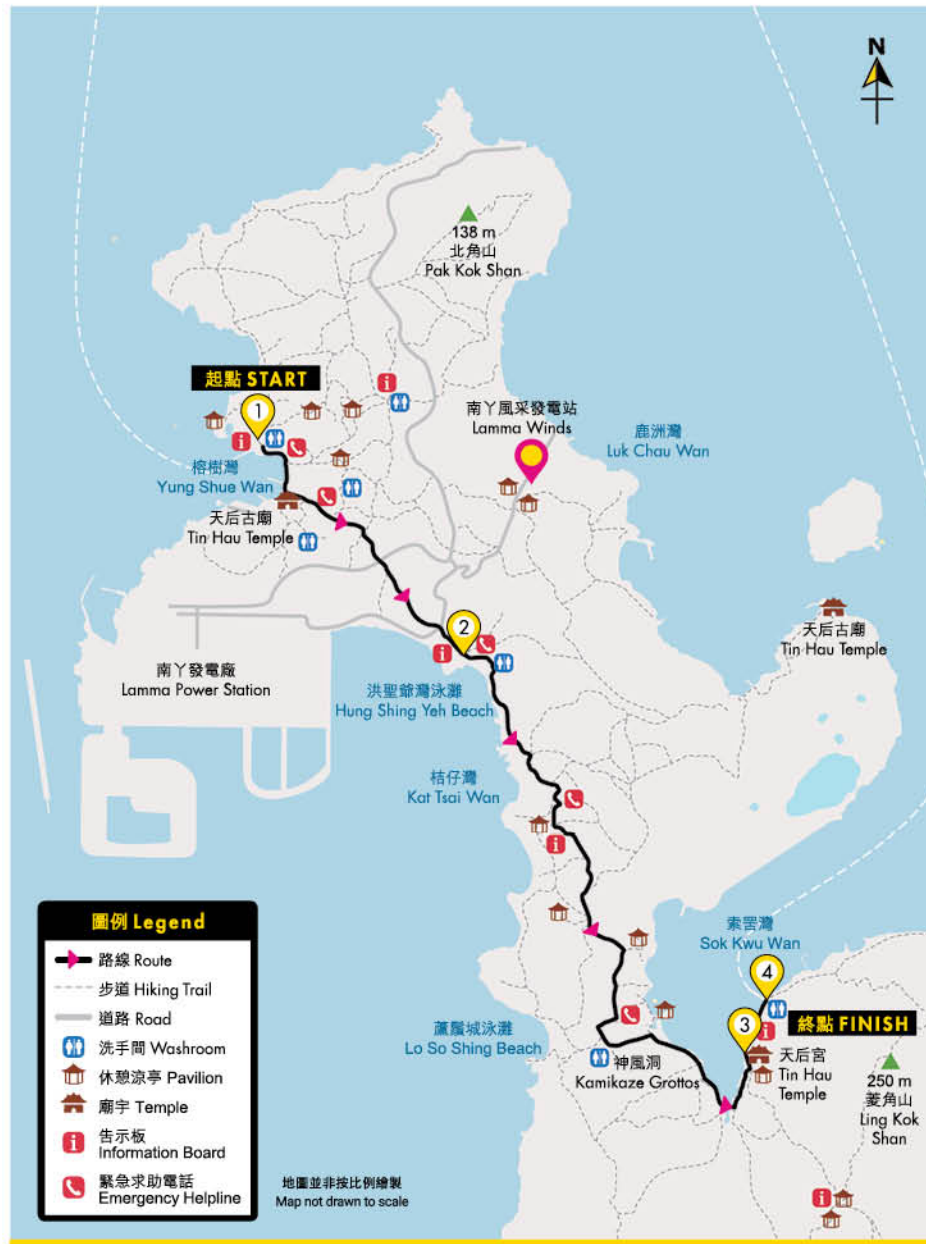 N
138 m
北角山
Pak Kok Shan
起點 START
1
南丫風采發電站
Lamma Winds
鹿洲灣
Luk Chau Wan
榕樹灣
Yung Shue Wan
天后古廟
Tin Hau Temple
2
天后古廟
Tin Hau Temple
南丫發電廠
Lamma Power Station
洪聖爺灣泳灘
Hung Shing Yeh Beach
桔仔灣
Kat Tsai Wan
索罟灣
Sok Kwu Wan
4
3
終點 FINISH
蘆鬚城泳灘
Lo So Shing Beach
神風洞
Kamikaze Grottos
天后宮
Tin Hau
Temple
250 m
菱角山
Ling Kok
Shan
圖例 Legend
路線 Route
步道 Hiking Trail
道路 Road
洗手間 Washroom
休憩涼亭 Pavilion
廟宇 Temple
告示板
Information Board
緊急求助電話
Emergency Helpline
地圖並非按比例繪製
Map not drawn to scale